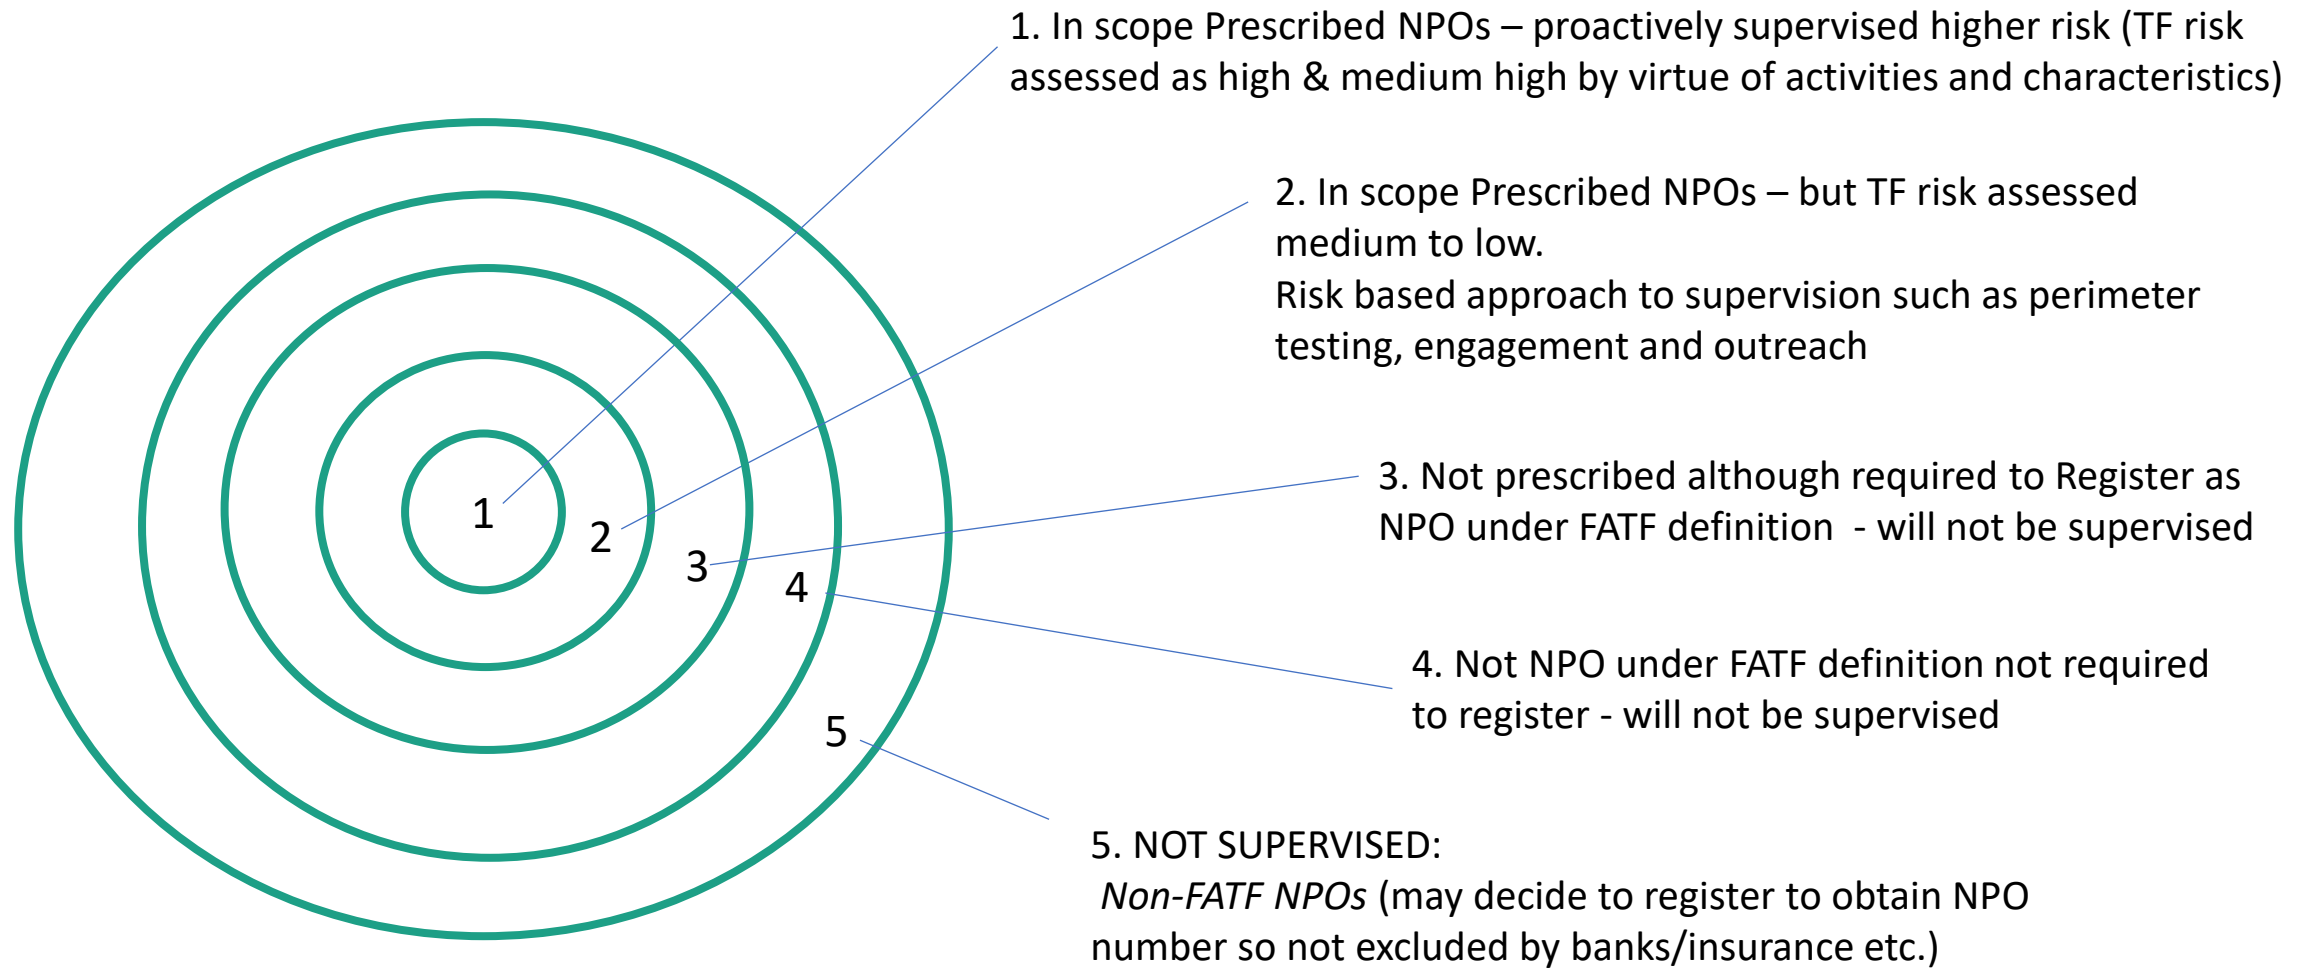 1. In scope Prescribed NPOs – proactively supervised higher risk (TF risk
assessed as high & medium high by virtue of activities and characteristics)
2. In scope Prescribed NPOs – but TF risk assessed
medium to low.
Risk based approach to supervision such as perimeter
testing, engagement and outreach
3. Not prescribed although required to Register as
NPO under FATF definition  - will not be supervised
4. Not NPO under FATF definition not required
to register - will not be supervised
5. NOT SUPERVISED:
Non-FATF NPOs (may decide to register to obtain NPO
number so not excluded by banks/insurance etc.)
1
2
3
4
5